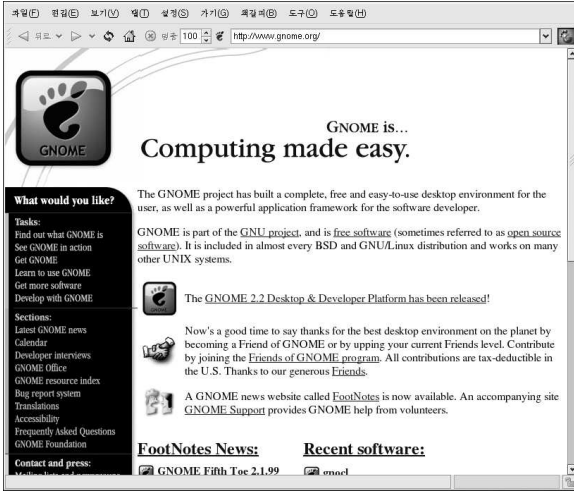 파일(F) 편집(E) 보기(V) 탭(T) 설정(S) 가기(G) 책갈피(B) 도구(O) 도움말(H)
뒤로 100 http://www.gnome.org/
GNOME
GNOME is...
Computing made easy.
What would you like?
Tasks:
Find out what GNOME is
See GNOME in action
Get GNOME
Learn to use GNOME
Get more software
Develop with GNOME
Sections:
Latest GNOME news
Calendar
Developer interviews
GNOME Office
GNOME resource index
Bug report system
Translations
Accessibility
Frequently Asked Questions
GNOME Foundation
Contact and press:
Mailing lists and newsgroups
The GNOME project has built a complete, free and easy-to-use desktop environment for the
user, as well as a powerful application framework for the software developer.
GNOME is part of the GNU project, and is free software (sometimes referred to as open source
software). It is included in almost every BSD and GNU/Linux distribution and works on many
other UNIX systems.
The GNOME 2.2 Desktop & Developer Platform has been released!
Now's a good time to say thanks for the best desktop environment on the planet by
becoming a Friend of GNOME or by upping your current Friends level. Contribute
by joining the Friends of GNOME program. All contributions are tax-deductible in
the U.S. Thanks to our generous Friends.
A GNOME news website called FootNotes is now available. An accompanying site
GNOME Support provides GNOME help from volunteers.
FootNotes News:
GNOME Fifth Toe 2.1.99
Recent software:
gnocl